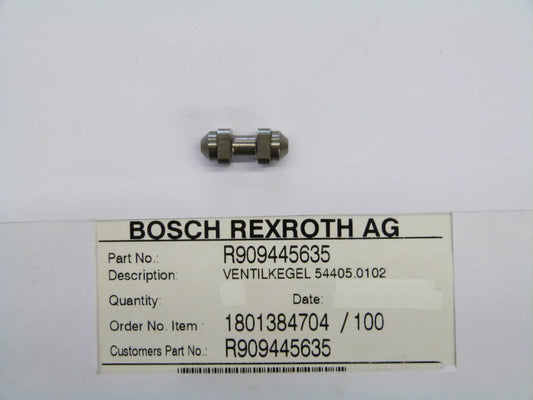 BOSCH REXROTH AG
Part No.: R909445635
Description: VENTILKEGEL 54405.0102
Quantity: Date:
Order No. Item : 1801384704 / 100
Customers Part No.: R909445635